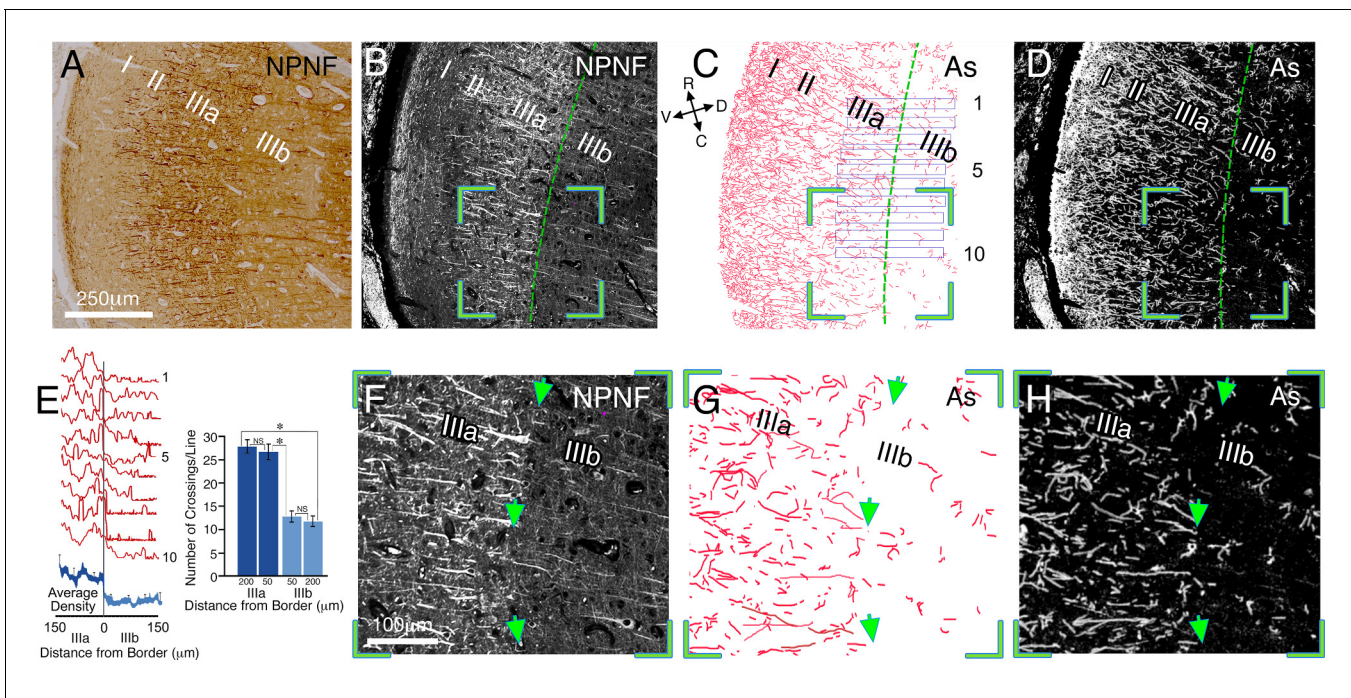 A
NPNF
I
II
IIIa
IIIb
250μm
B
NPNF
I
II
IIIa
IIIb
C
As
I
II
IIIa
IIIb
R
D
V
C
1
5
10
D
As
I
II
IIIa
IIIb
E
1
5
10
Average
Density
150 0 150
IIIa IIIb
Distance from Border (μm)
Number of Crossings/Line
30
25
20
15
10
5
0
*
NS *
NS
200 50 50 200
IIIa IIIb
Distance from Border (μm)
F
NPNF
IIIa
IIIb
100μm
G
As
IIIa
IIIb
H
As
IIIa
IIIb